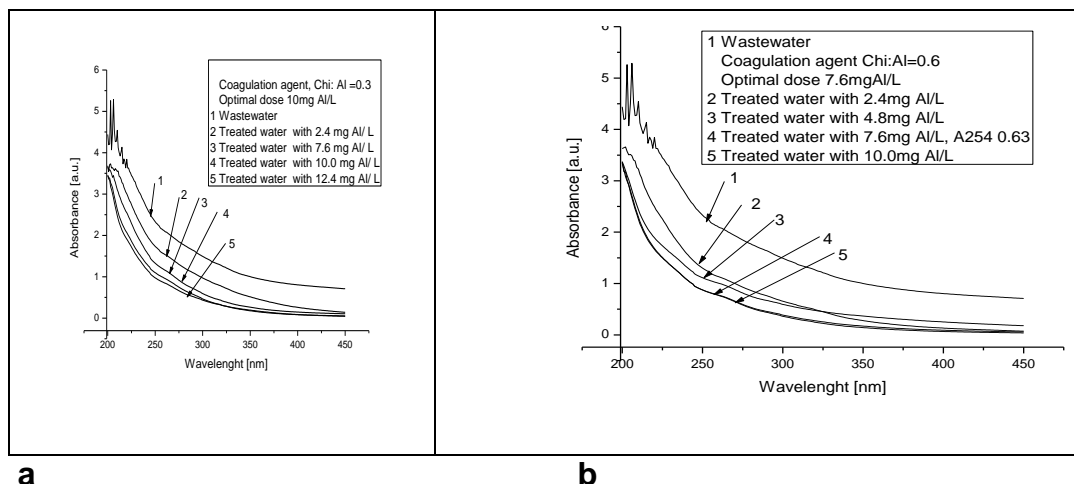 6
5
4
3
2
1
0
Absorbance [a.u.]
Coagulation agent, Chi: Al =0.3
Optimal dose 10mg Al/L
1 Wastewater
2 Treated water with 2.4 mg Al/ L
3 Treated water with 7.6 mg Al/ L
4 Treated water with 10.0 mg Al/ L
5 Treated water with 12.4 mg Al/ L
1
2
3
4
5
200 250 300 350 400 450
Wavelenght [nm]
a
6
5
4
3
2
1
0
Absorbance [a.u.]
1 Wastewater
Coagulation agent Chi:Al=0.6
Optimal dose 7.6mgAl/L
2 Treated water with 2.4mg Al/L
3 Treated water with 4.8mg Al/L
4 Treated water with 7.6mg Al/L, A254 0.63
5 Treated water with 10.0mg Al/L
1
2
3
4
5
200 250 300 350 400 450
Wavelenght [nm]
b